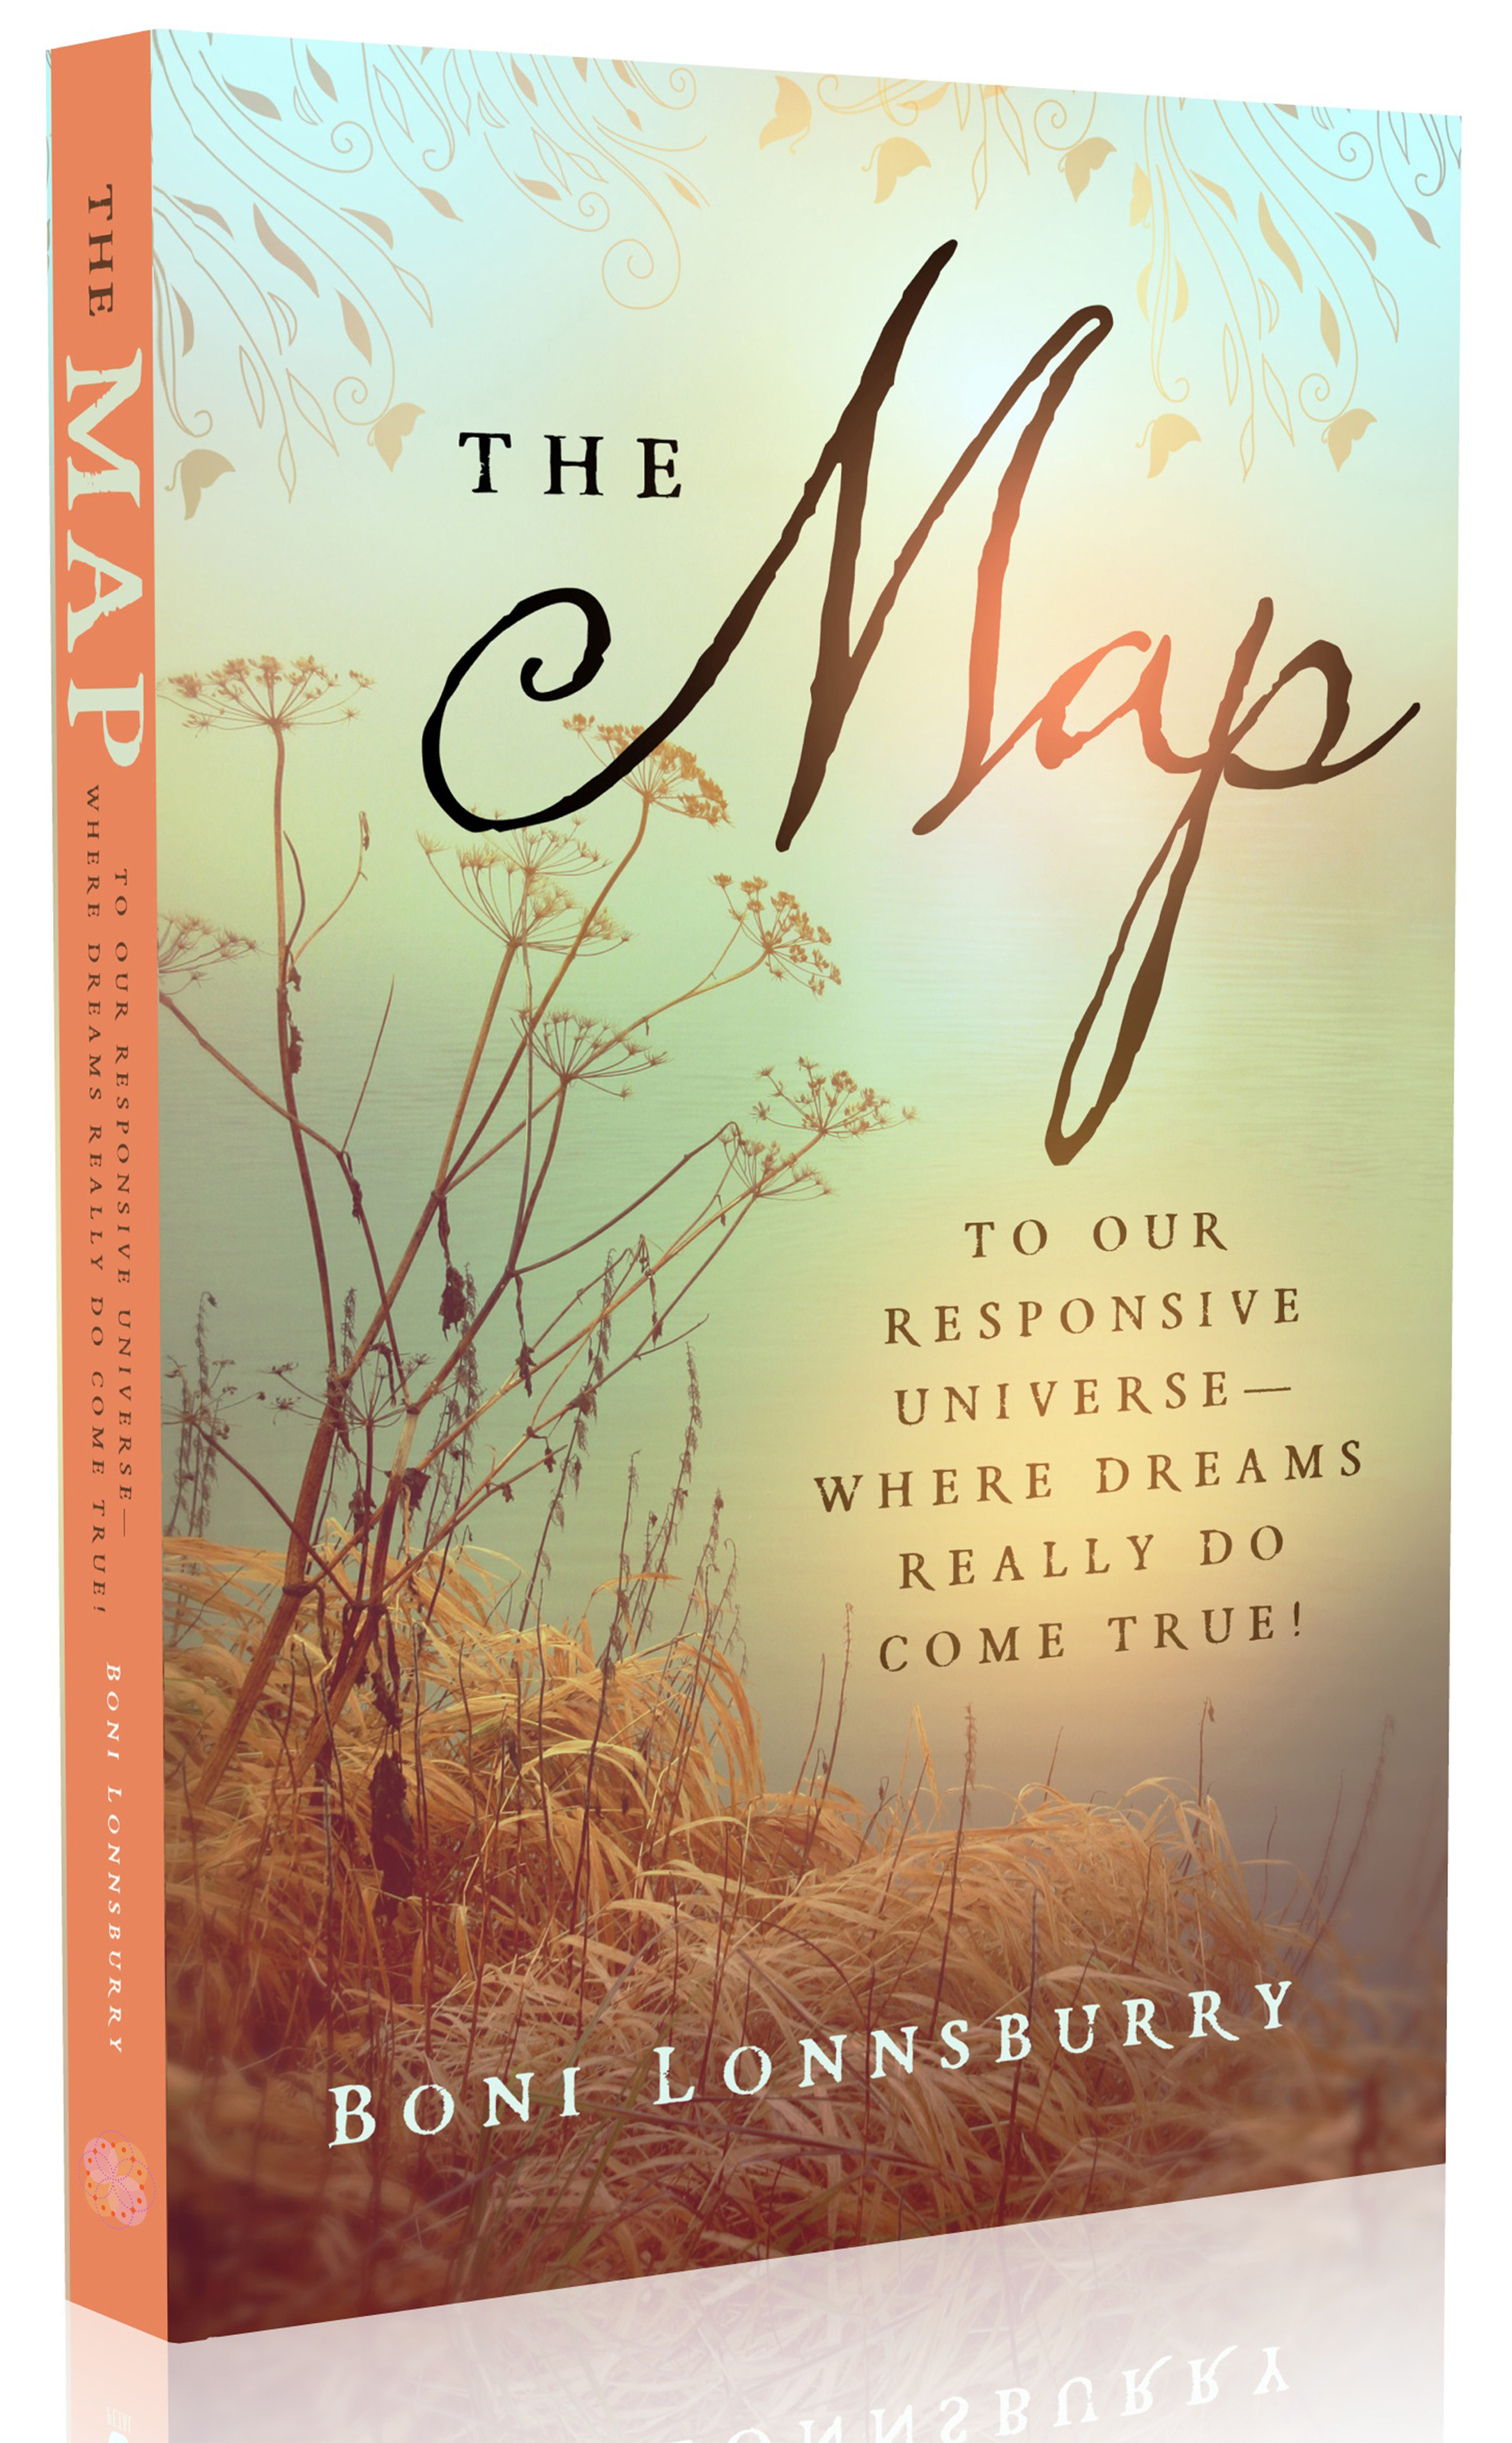 THE
Map
TO OUR
RESPONSIVE
UNIVERSE—
WHERE DREAMS
REALLY DO
COME TRUE!
BONI LONNSBURRY
THE MAP
TO OUR RESPONSIVE UNIVERSE—
WHERE DREAMS REALLY DO COME TRUE!
BONI LONNSBURRY